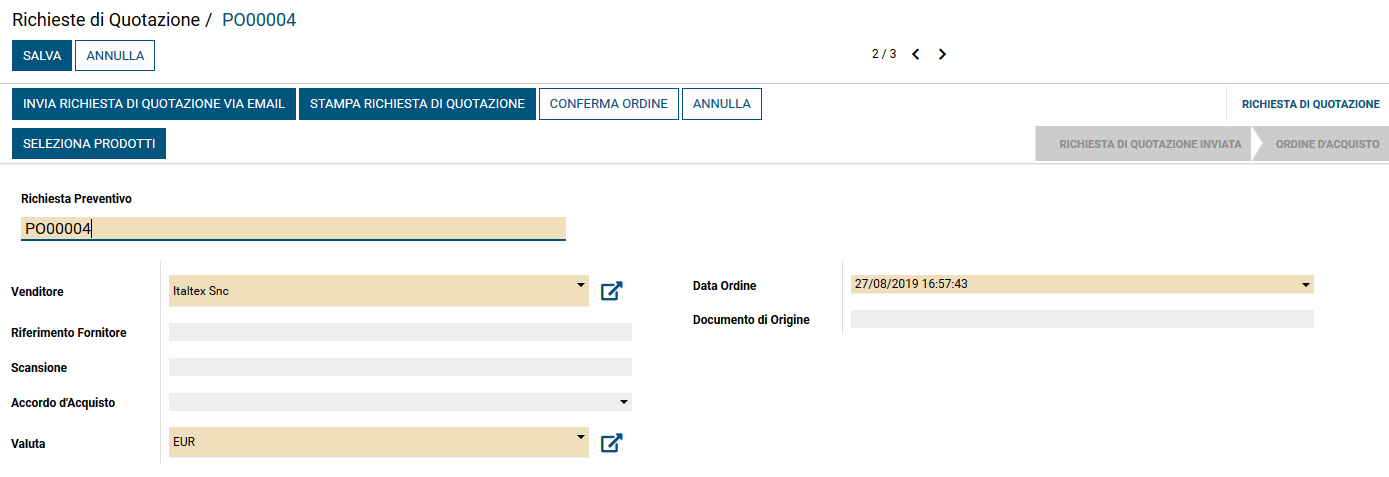 Richieste di Quotazione / PO00004
SALVA ANNULLA 2 / 3
INVIA RICHIESTA DI QUOTAZIONE VIA EMAIL STAMPA RICHIESTA DI QUOTAZIONE CONFERMA ORDINE ANNULLA RICHIESTA DI QUOTAZIONE
SELEZIONA PRODOTTI RICHIESTA DI QUOTAZIONE INVIATA ORDINE D'ACQUISTO
Richiesta Preventivo
PO00004
Venditore Italtex Snc
Riferimento Fornitore
Scansione
Accordo d'Acquisto
Valuta EUR
Data Ordine 27/08/2019 16:57:43
Documento di Origine